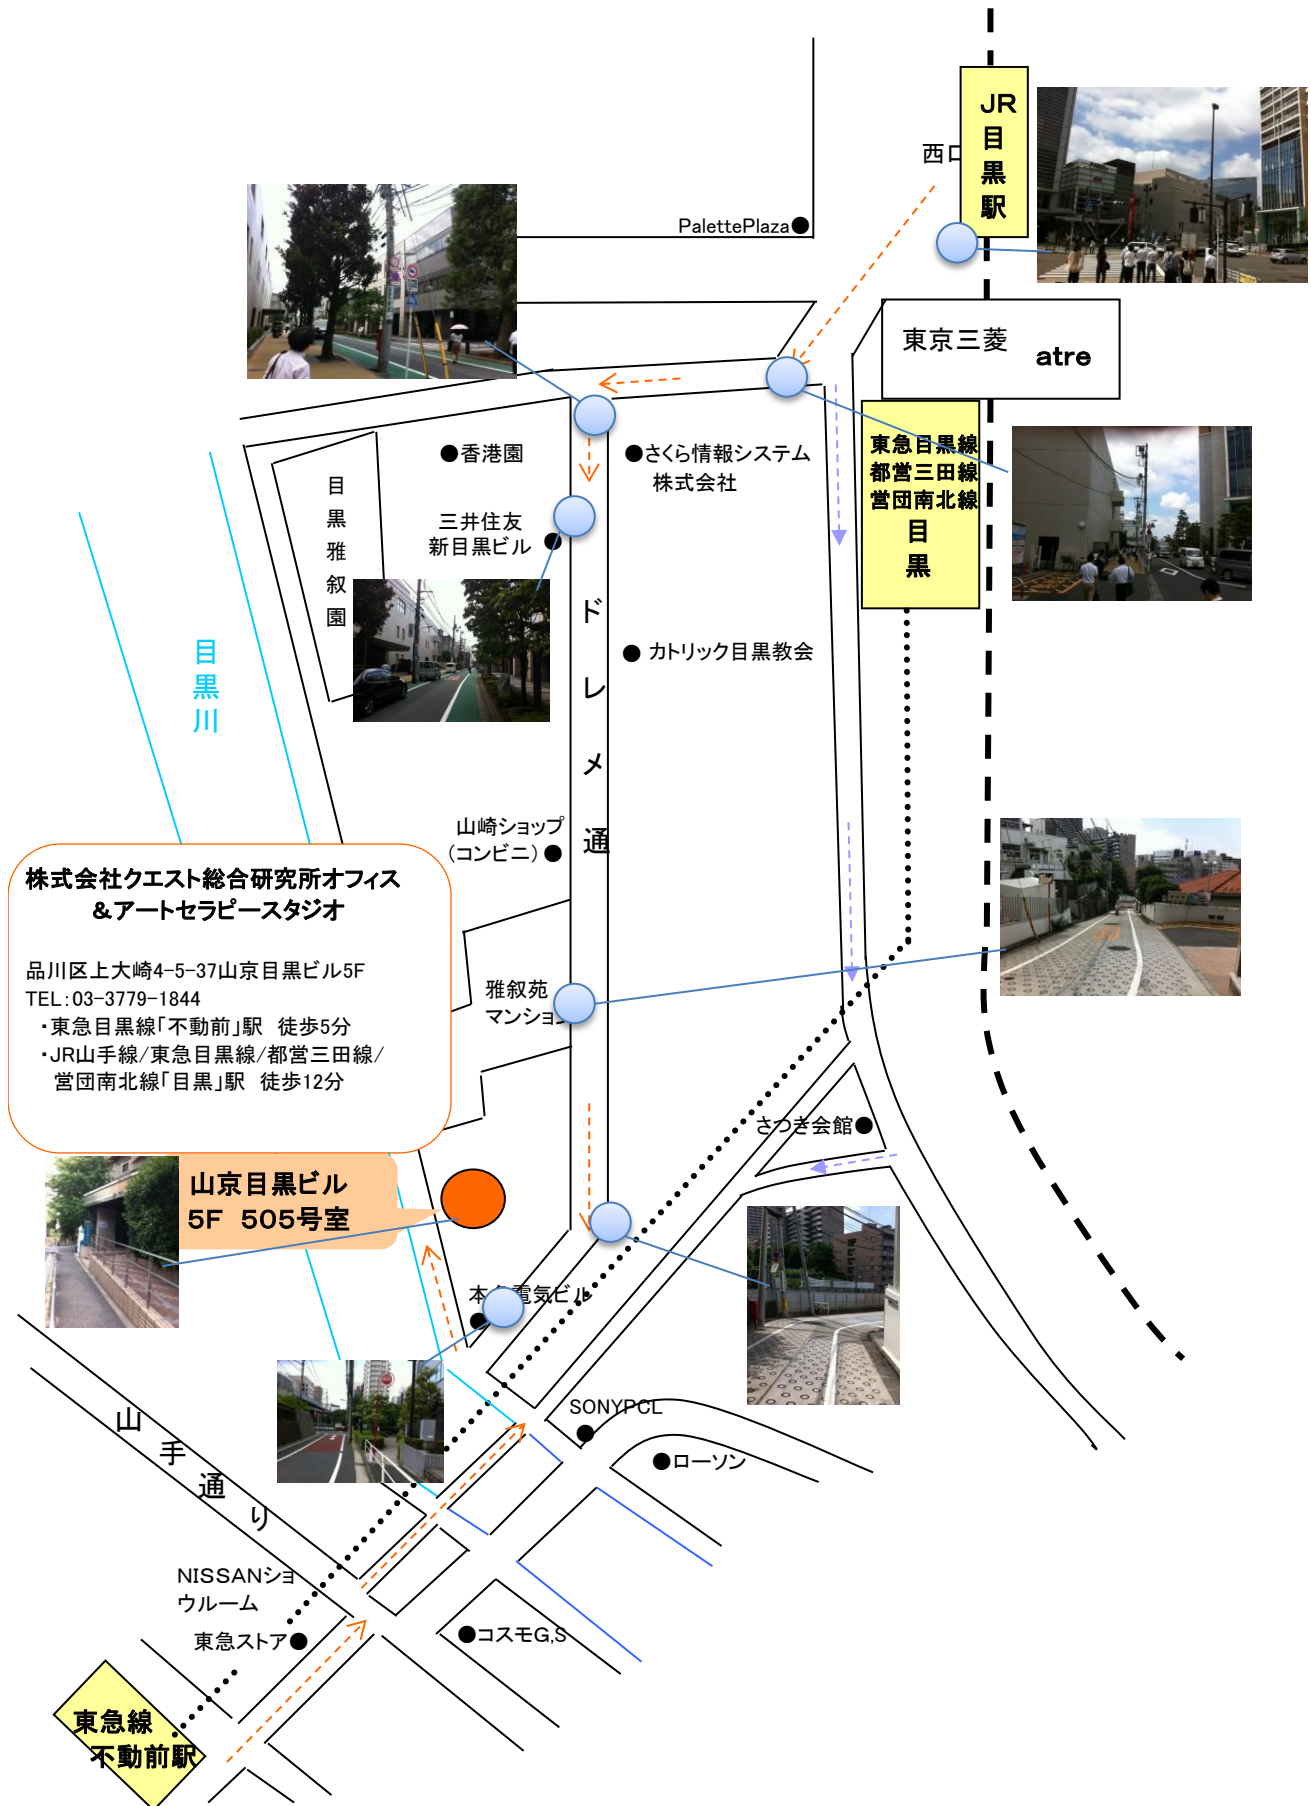 JR
目
黒
駅
西口
PalettePlaza●
東京三菱
atre
東急目黒線
都営三田線
営団南北線
目
黒
●香港園
●さくら情報システム
株式会社
目
黒
雅
叙
園
三井住友
新目黒ビル●
ド
レ
メ
通
●カトリック目黒教会
目
黒
川
山崎ショップ
(コンビニ)●
株式会社クエスト総合研究所オフィス
&アートセラピースタジオ
品川区上大崎4-5-37山京目黒ビル5F
TEL:03-3779-1844
・東急目黒線「不動前」駅 徒歩5分
・JR山手線/東急目黒線/都営三田線/
営団南北線「目黒」駅 徒歩12分
雅叙苑
マンション
さつき会館●
山京目黒ビル
5F 505号室
電気ビル
SONYPCL
●ローソン
山
手
通
り
NISSANショ
ウルーム
東急ストア●
●コスモG,S
東急線
不動前駅